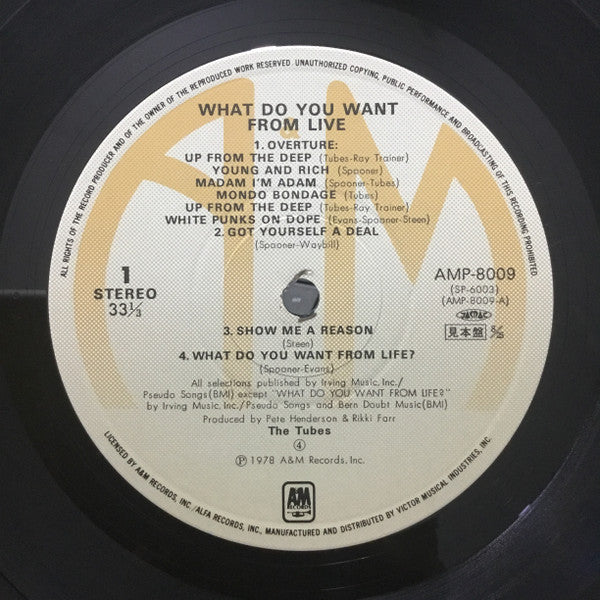 ALL RIGHTS OF THE RECORD PRODUCER AND OF THE OWNER OF THE REPRODUCED WORK RESERVED. UNAUTHORIZED COPYING, PUBLIC PERFORMANCE AND BROADCASTING OF THIS RECORD PROHIBITED.
WHAT DO YOU WANT
FROM LIVE
1. OVERTURE:
UP FROM THE DEEP (Tubes-Ray Trainer)
YOUNG AND RICH (Spooner)
MADAM I'M ADAM (Spooner-Tubes)
MONDO BONDAGE (Tubes)
UP FROM THE DEEP (Tubes-Ray Trainer)
WHITE PUNKS ON DOPE (Evans-Spooner-Steen)
2. GOT YOURSELF A DEAL
(Spooner-Waybill)
1
STEREO
33⅓
AMP-8009
(SP-6003)
(AMP-8009-A)
JASRAC
見本盤
3. SHOW ME A REASON
(Steen)
4. WHAT DO YOU WANT FROM LIFE?
(Spooner-Evans)
All selections published by Irving Music, Inc./
Pseudo Songs(BMI) except "WHAT DO YOU WANT FROM LIFE?"
by Irving Music, Inc./Pseudo Songs and Bern Doubt Music(BMI)
Produced by Pete Henderson & Rikki Farr
The Tubes
④
Ⓟ 1978 A&M Records, Inc.
A&M
RECORDS
LICENSED BY A&M RECORDS, INC./ALFA RECORDS, INC., MANUFACTURED AND DISTRIBUTED BY VICTOR MUSICAL INDUSTRIES, INC.